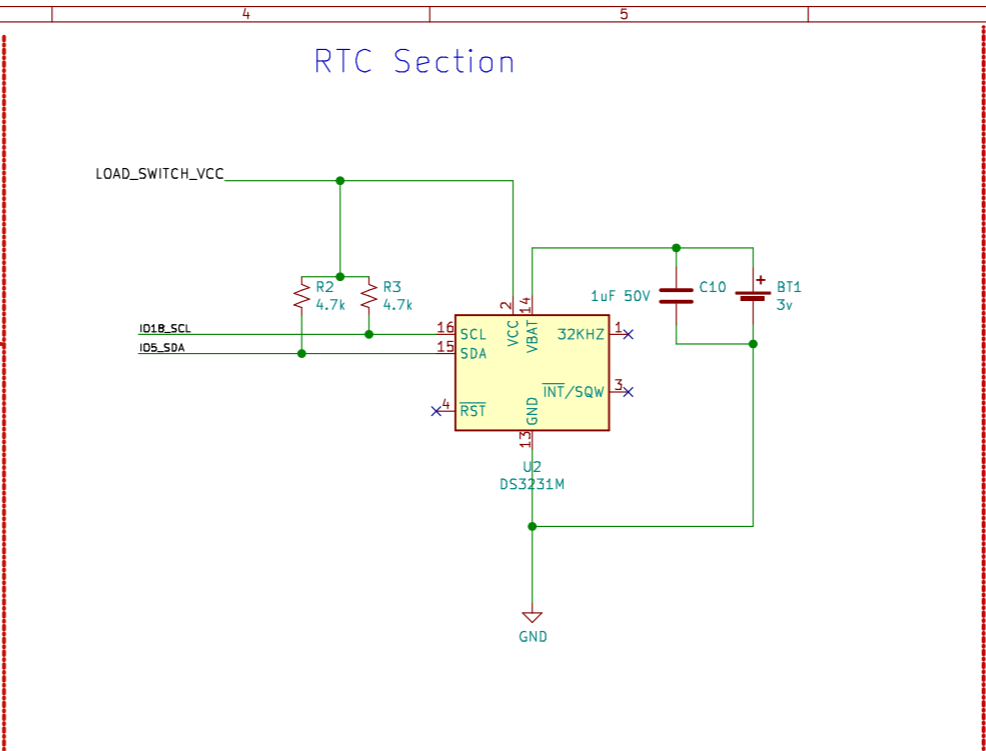 4 5
RTC Section
LOAD_SWITCH_VCC
R2 4.7k
R3 4.7k
1uF 50V
C10
BT1
3v
IO18_SCL
IO5_SDA
16 SCL
15 SDA
4 RST
2 VCC
14 VBAT
32KHZ 1
INT/SQW 3
GND 13
U2
DS3231M
GND